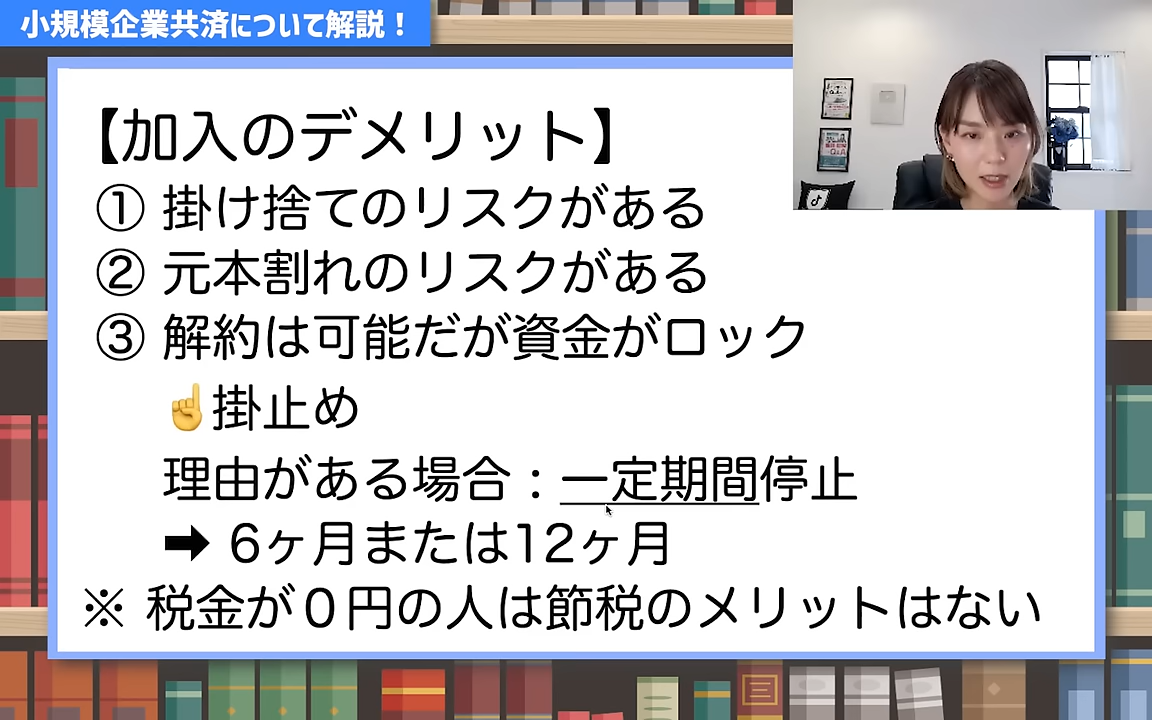 小規模企業共済について解説！
【加入のデメリット】
① 掛け捨てのリスクがある
② 元本割れのリスクがある
③ 解約は可能だが資金がロック
☝掛止め
理由がある場合：一定期間停止
➡ 6ヶ月または12ヶ月
※ 税金が０円の人は節税のメリットはない